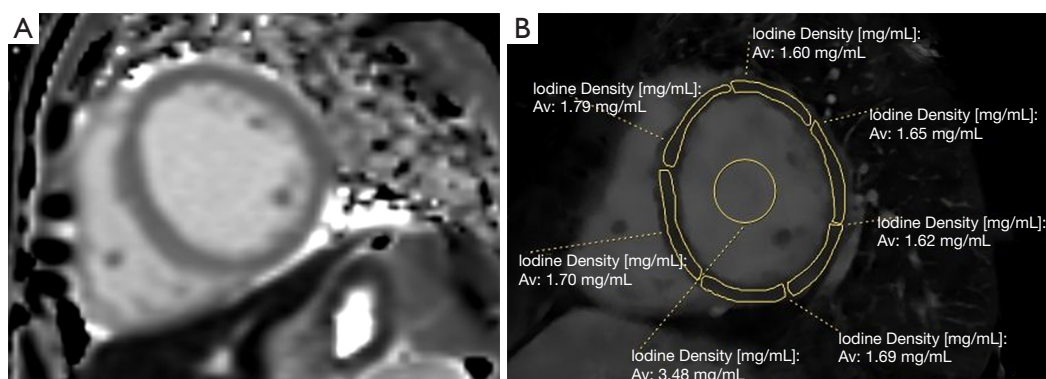 A
B
Iodine Density [mg/mL]:
Av: 1.60 mg/mL
Iodine Density [mg/mL]:
Av: 1.79 mg/mL
Iodine Density [mg/mL]:
Av: 1.65 mg/mL
Iodine Density [mg/mL]:
Av: 1.62 mg/mL
Iodine Density [mg/mL]:
Av: 1.70 mg/mL
Iodine Density [mg/mL]:
Av: 1.69 mg/mL
Iodine Density [mg/mL]:
Av: 3.48 mg/mL